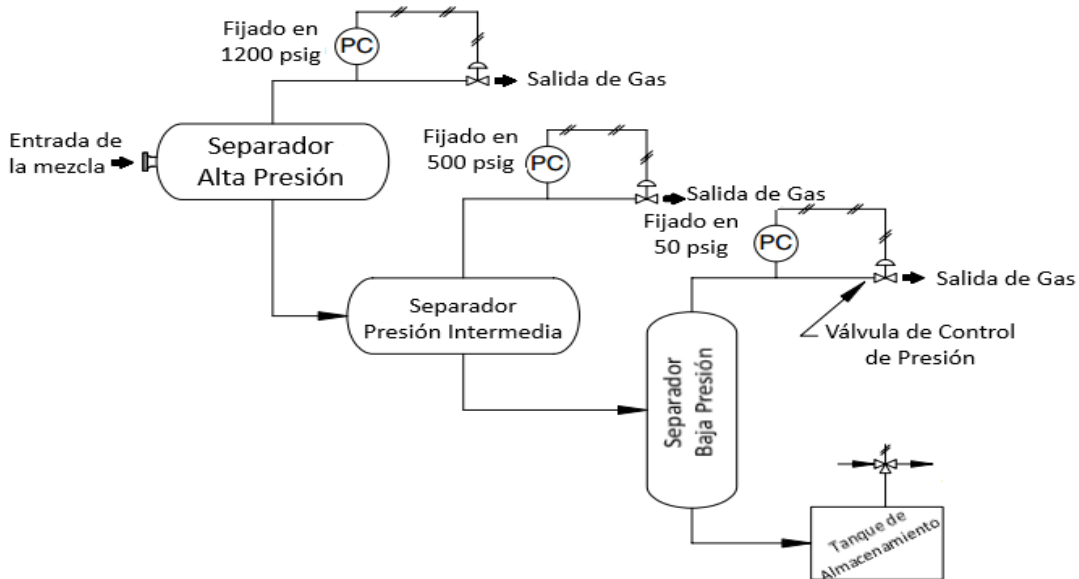 Fijado en
1200 psig
PC
Salida de Gas
Entrada de
la mezcla
Separador
Alta Presión
Fijado en
500 psig
PC
Salida de Gas
Fijado en
50 psig
PC
Salida de Gas
Separador
Presión Intermedia
Válvula de Control
de Presión
Separador
Baja Presión
Tanque de
Almacenamiento